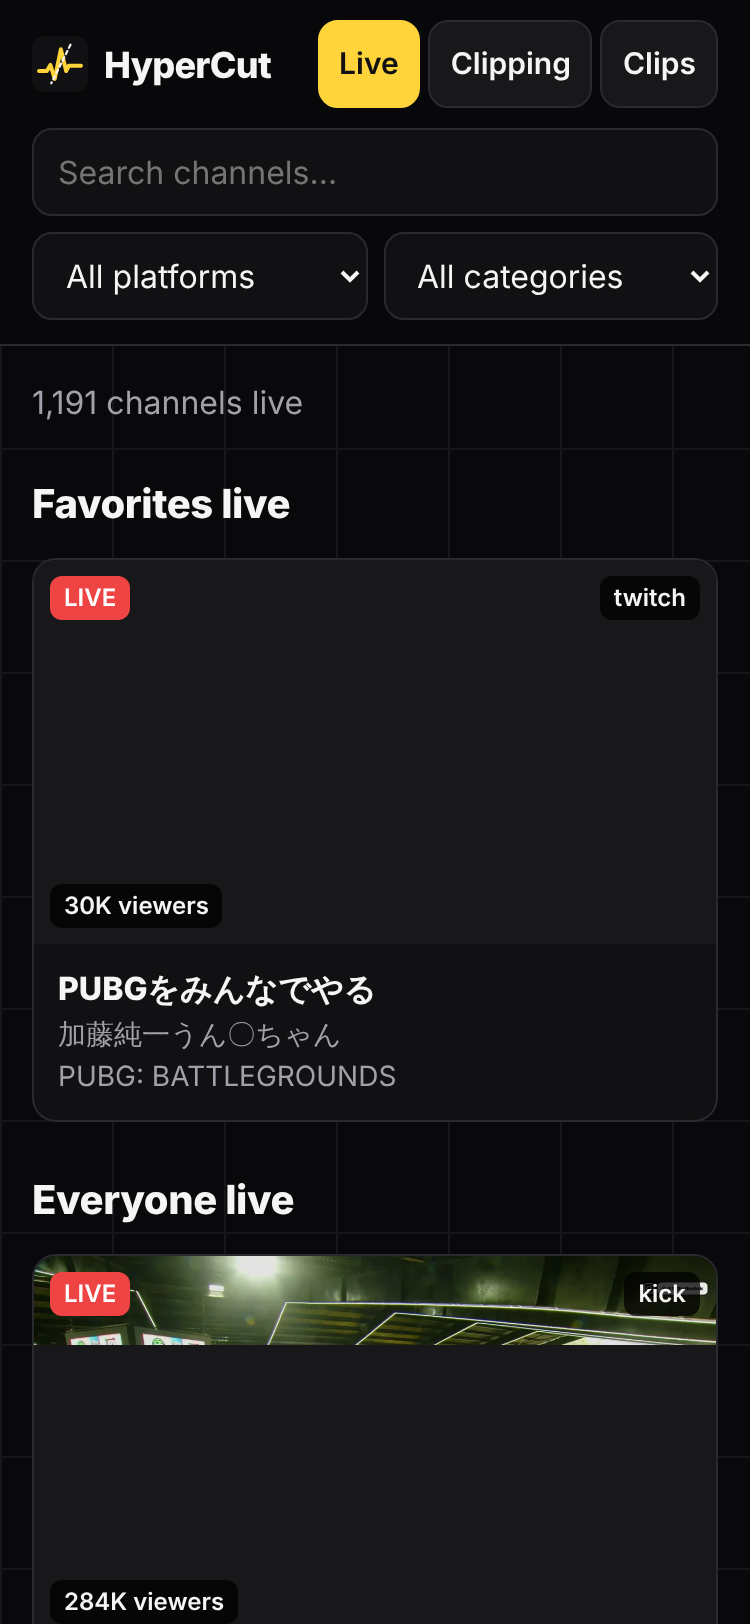 HyperCut
Live
Clipping
Clips
Search channels...
All platforms
All categories
1,191 channels live
Favorites live
LIVE
twitch
30K viewers
PUBGをみんなでやる
加藤純一うん〇ちゃん
PUBG: BATTLEGROUNDS
Everyone live
LIVE
kick
284K viewers